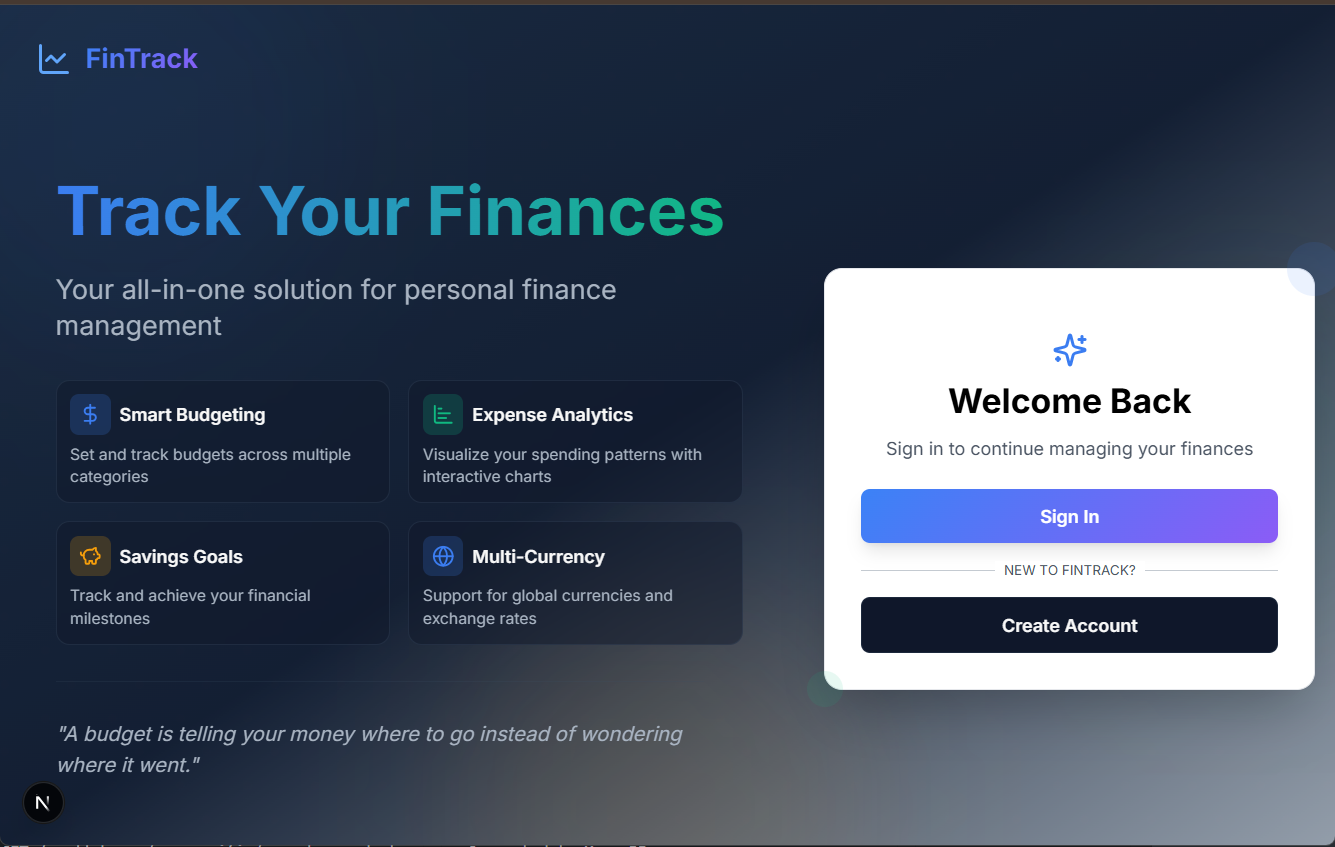 FinTrack
Track Your Finances
Your all-in-one solution for personal finance
management
Smart Budgeting
Set and track budgets across multiple
categories
Expense Analytics
Visualize your spending patterns with
interactive charts
Savings Goals
Track and achieve your financial
milestones
Multi-Currency
Support for global currencies and
exchange rates
"A budget is telling your money where to go instead of wondering
where it went."
Welcome Back
Sign in to continue managing your finances
Sign In
NEW TO FINTRACK?
Create Account
N